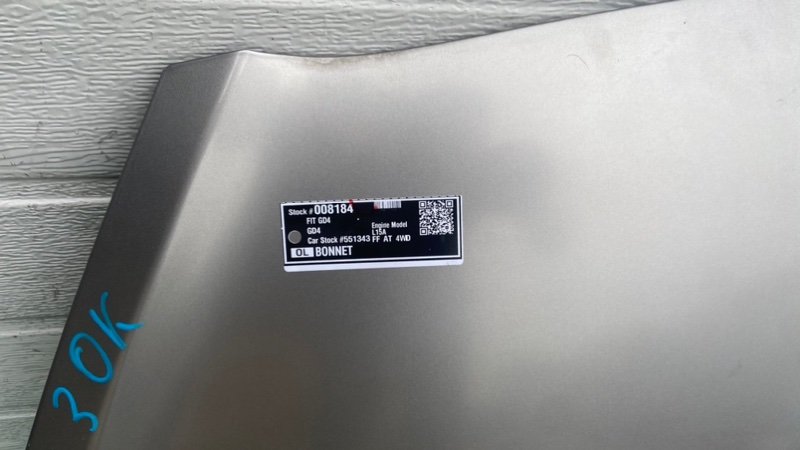 Stock # 008184
FIT GD4
GD4
Engine Model
L15A
Car Stock #551343 FF AT 4WD
OL BONNET
30K